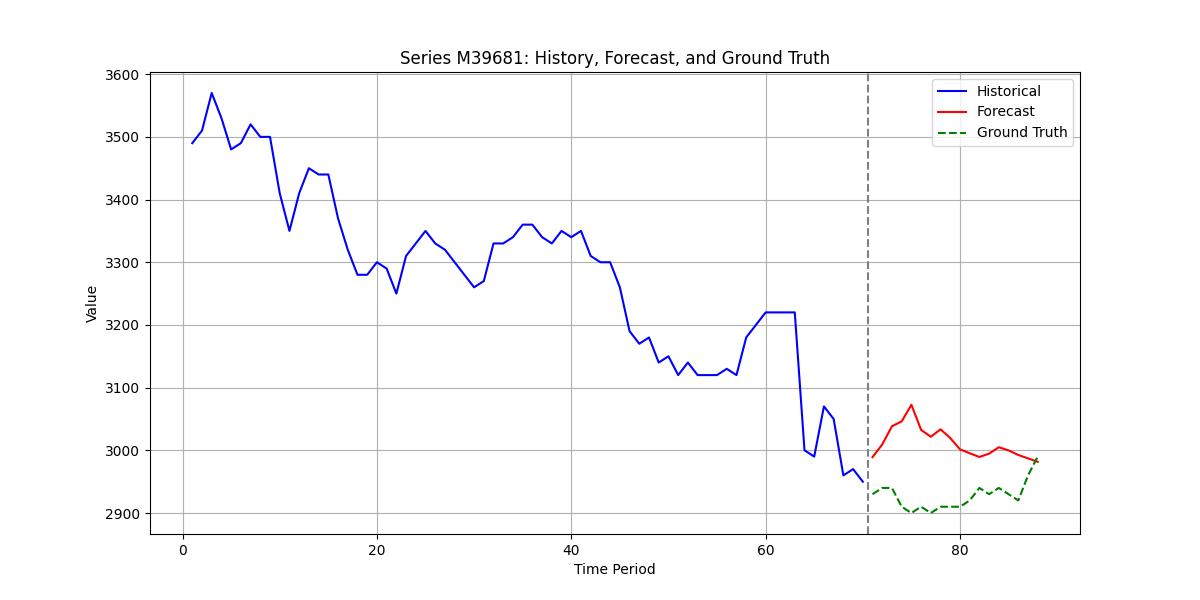 Series M39681: History, Forecast, and Ground Truth
3600
3500
3400
3300
3200
3100
3000
2900
Value
0
20
40
60
80
Time Period
Historical
Forecast
Ground Truth